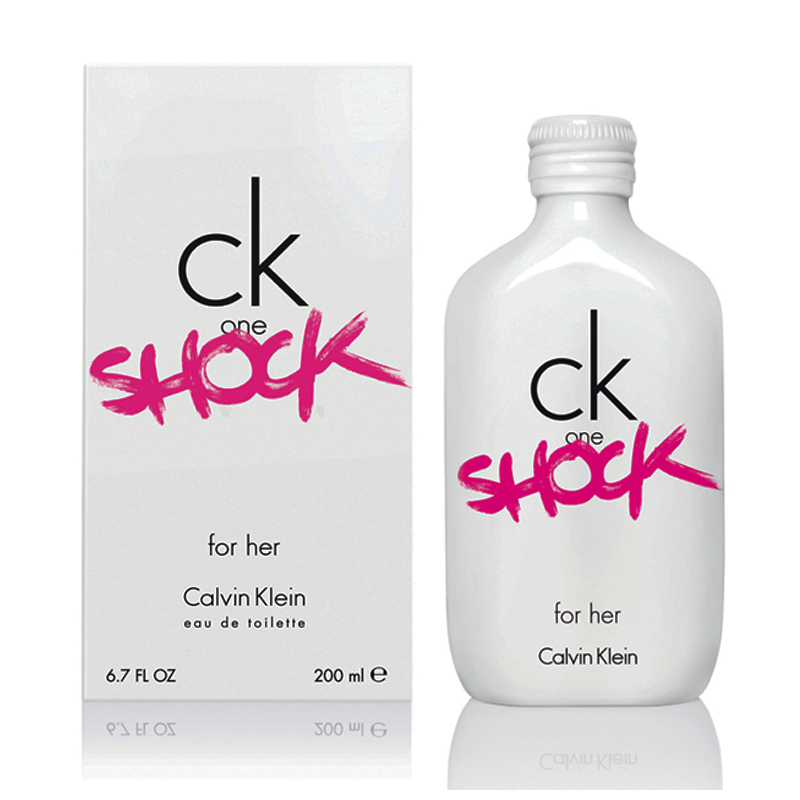 ck
one
SHOCK
for her
Calvin Klein
eau de toilette
6.7 FL OZ 200 ml ℮
ck
one
SHOCK
for her
Calvin Klein